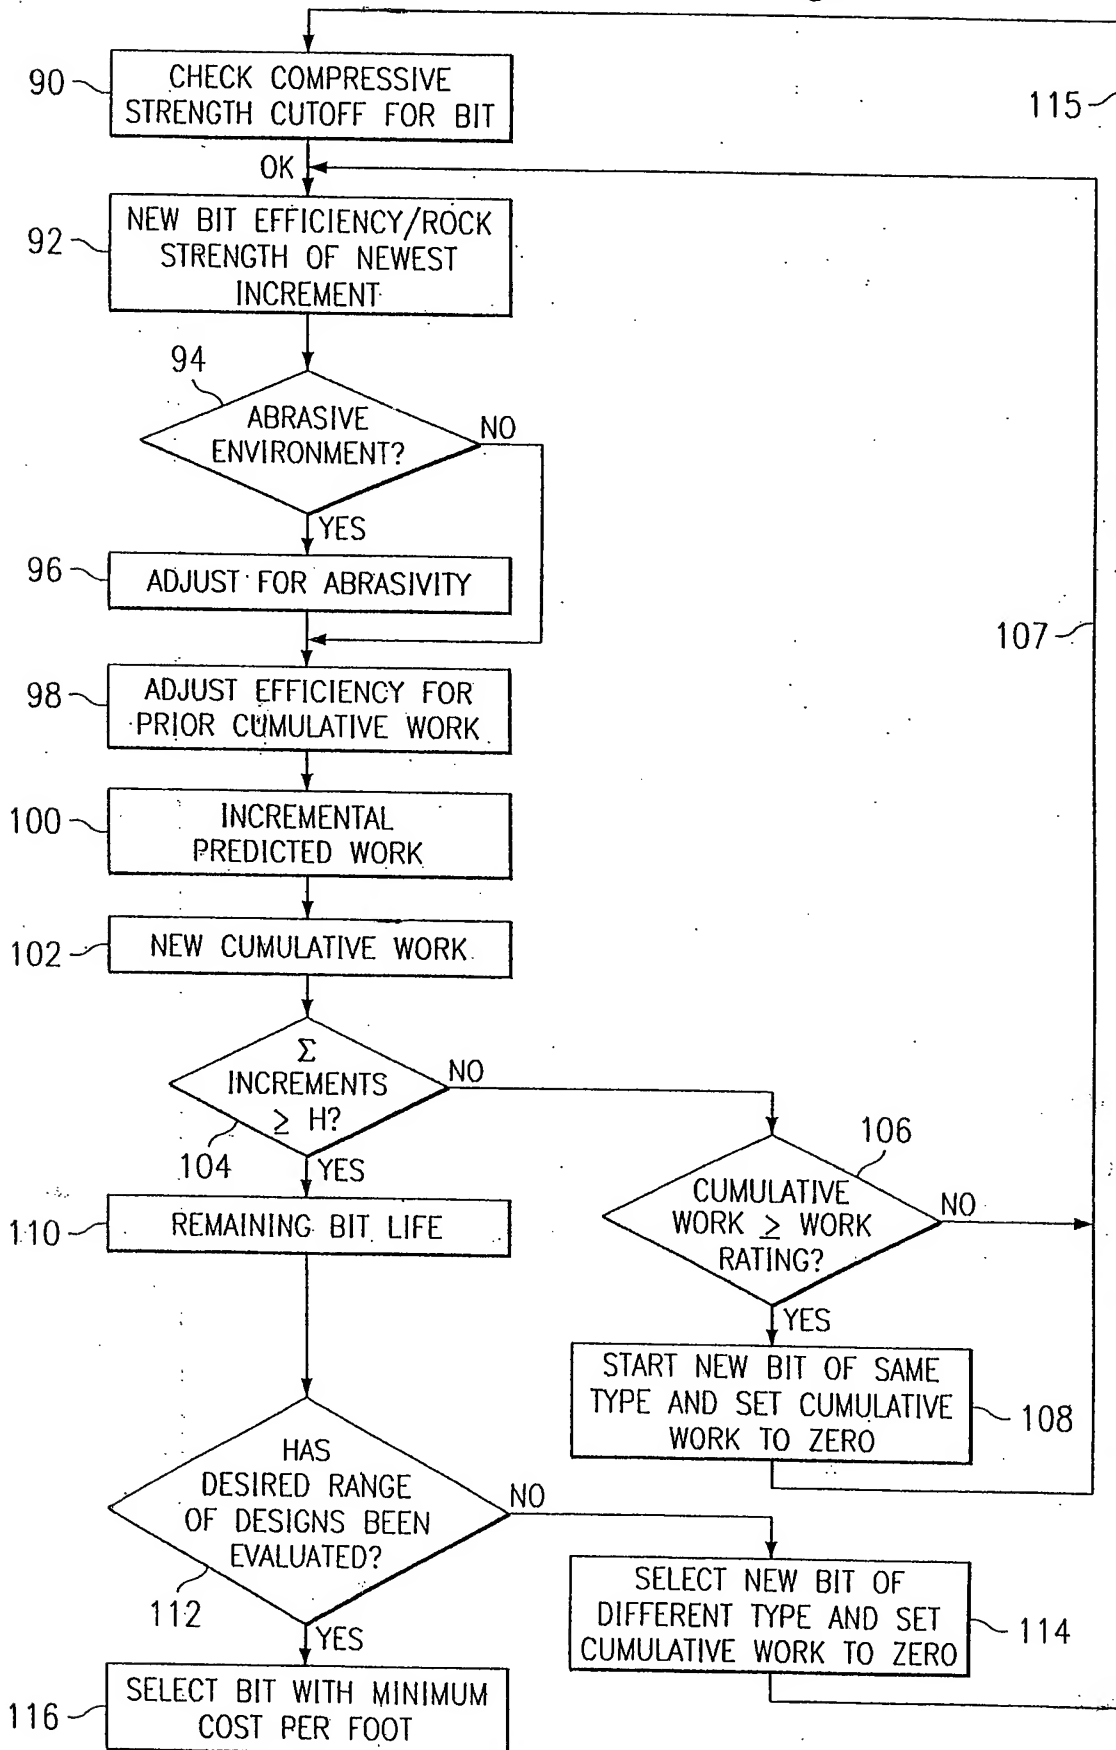 90
CHECK COMPRESSIVE
STRENGTH CUTOFF FOR BIT
115
OK
92
NEW BIT EFFICIENCY/ROCK
STRENGTH OF NEWEST
INCREMENT
94
ABRASIVE
ENVIRONMENT?
NO
YES
96
ADJUST FOR ABRASIVITY
107
98
ADJUST EFFICIENCY FOR
PRIOR CUMULATIVE WORK
100
INCREMENTAL
PREDICTED WORK
102
NEW CUMULATIVE WORK
Σ
INCREMENTS
≥ H?
NO
104
YES
106
CUMULATIVE
WORK ≥ WORK
RATING?
NO
YES
110
REMAINING BIT LIFE
START NEW BIT OF SAME
TYPE AND SET CUMULATIVE
WORK TO ZERO
108
HAS
DESIRED RANGE
OF DESIGNS BEEN
EVALUATED?
NO
112
YES
SELECT NEW BIT OF
DIFFERENT TYPE AND SET
CUMULATIVE WORK TO ZERO
114
116
SELECT BIT WITH MINIMUM
COST PER FOOT